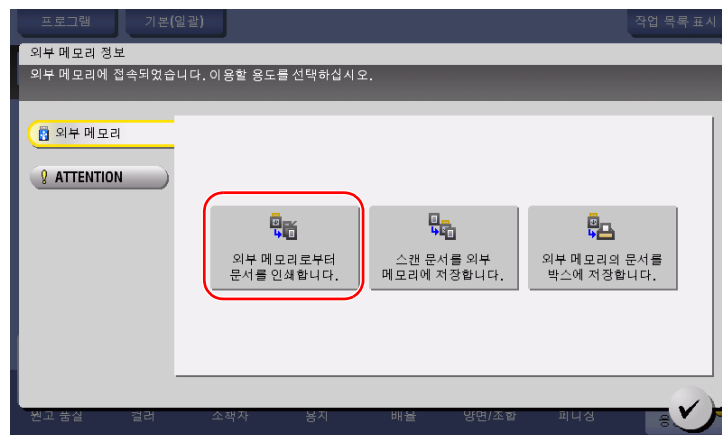 프로그램 기본(일괄) 작업 목록 표시
외부 메모리 정보
외부 메모리에 접속되었습니다. 이용할 용도를 선택하십시오.
외부 메모리
ATTENTION
외부 메모리로부터
문서를 인쇄합니다.
스캔 문서를 외부
메모리에 저장합니다.
외부 메모리의 문서를
박스에 저장합니다.
원고 품질 컬러 소책자 용지 배율 양면/조합 피니싱